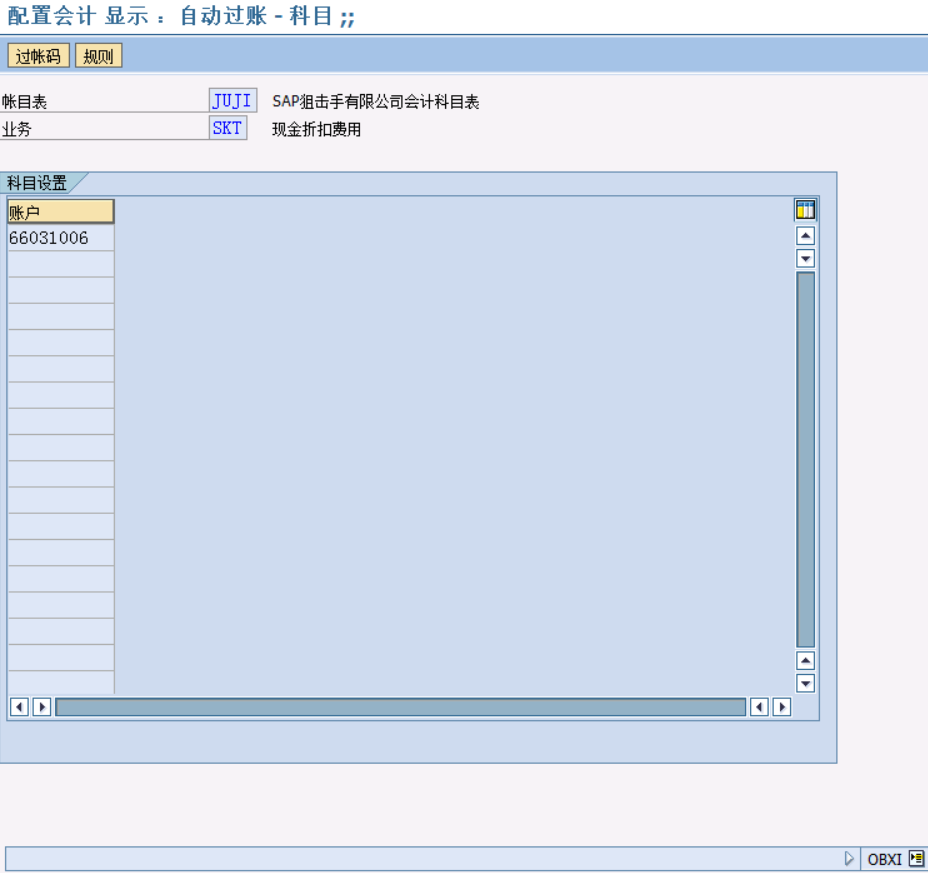 配置会计 显示 ： 自动过账 - 科目 ;;
过帐码 规则
帐目表 JUJI SAP狙击手有限公司会计科目表
业务 SKT 现金折扣费用
科目设置
账户
66031006
OBXI